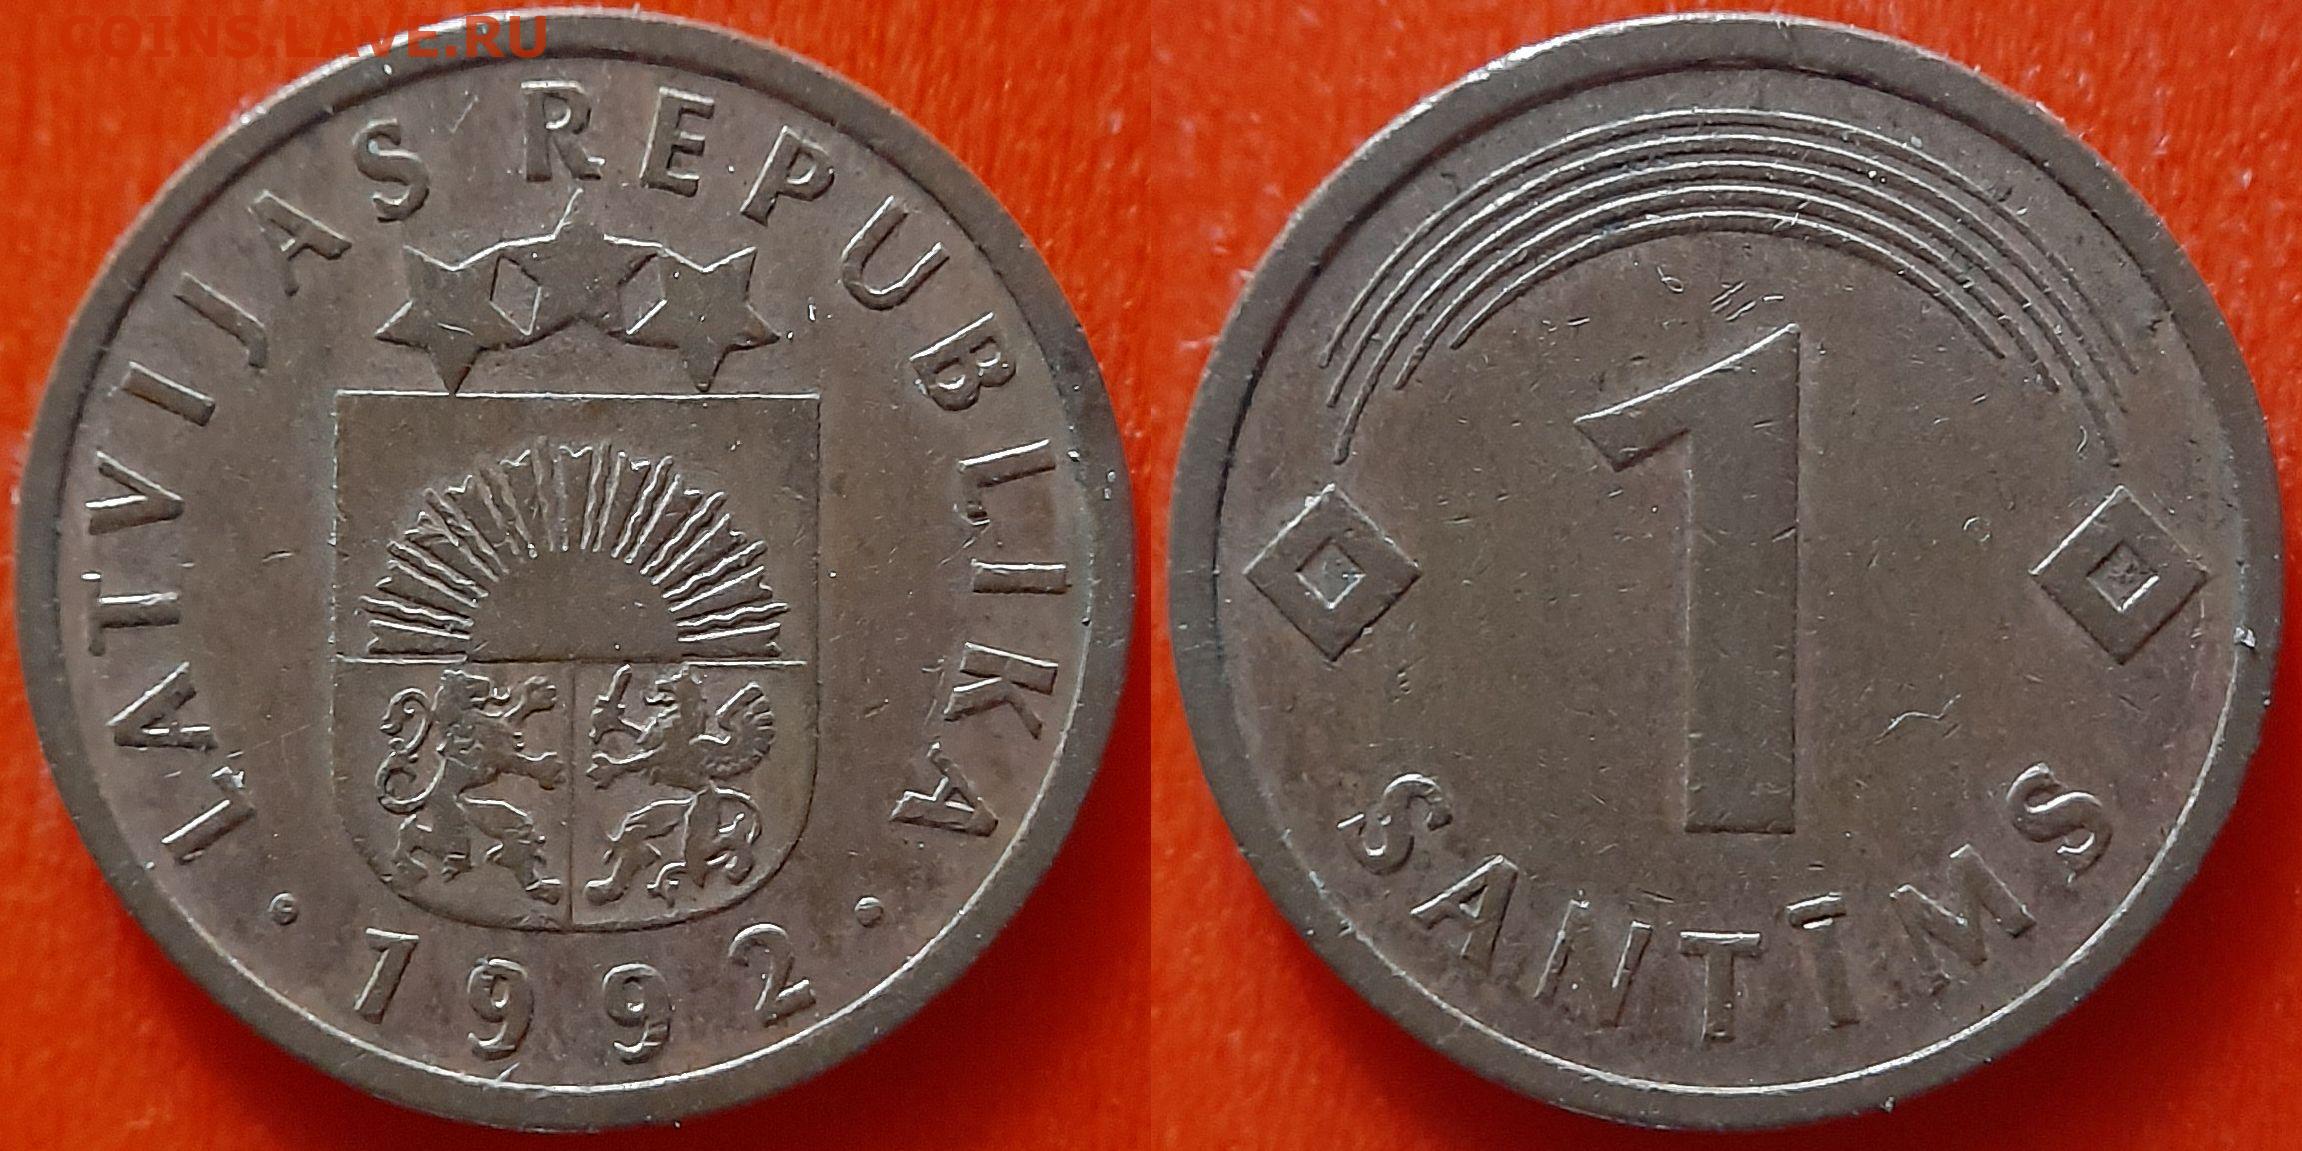 COINS.LAVE.RU
LATVIJAS REPUBLIKA
· 1992 ·
1
SANTĪMS